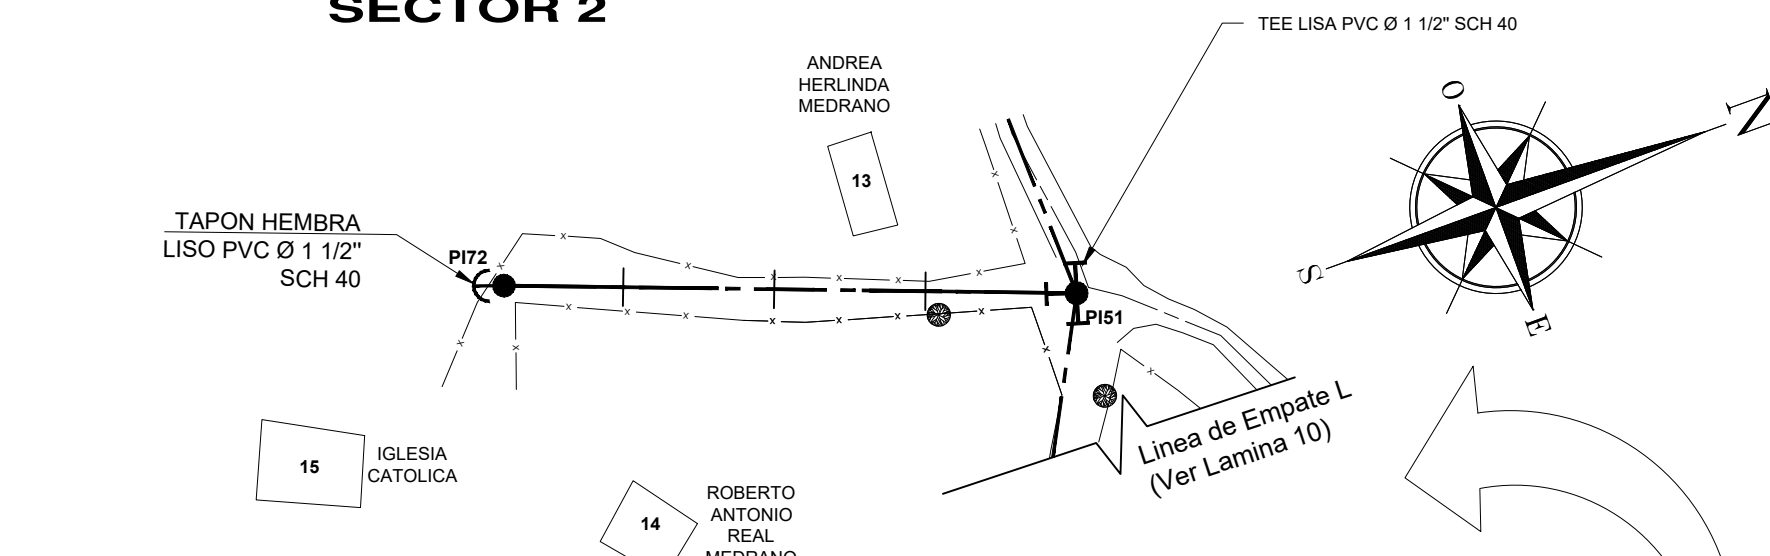 SECTOR 2
TEE LISA PVC Ø 1 1/2" SCH 40
ANDREA
HERLINDA
MEDRANO
O
N
13
TAPON HEMBRA
LISO PVC Ø 1 1/2"
SCH 40
PI72
S
PI51
E
Linea de Empate L
(Ver Lamina 10)
15
IGLESIA
CATOLICA
14
ROBERTO
ANTONIO
REAL
MEDRANO